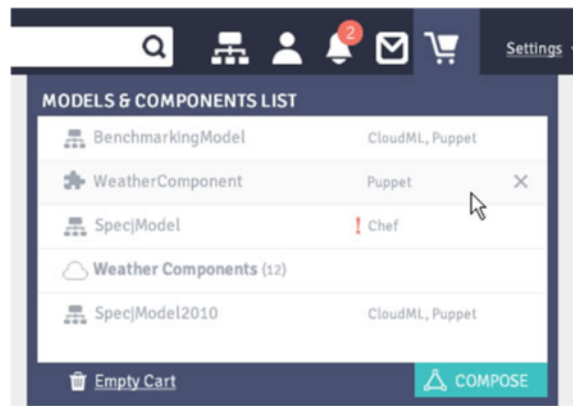 2
Settings
MODELS & COMPONENTS LIST
BenchmarkingModel CloudML, Puppet
WeatherComponent Puppet
Spec|Model ! Chef
Weather Components (12)
Spec|Model2010 CloudML, Puppet
Empty Cart COMPOSE